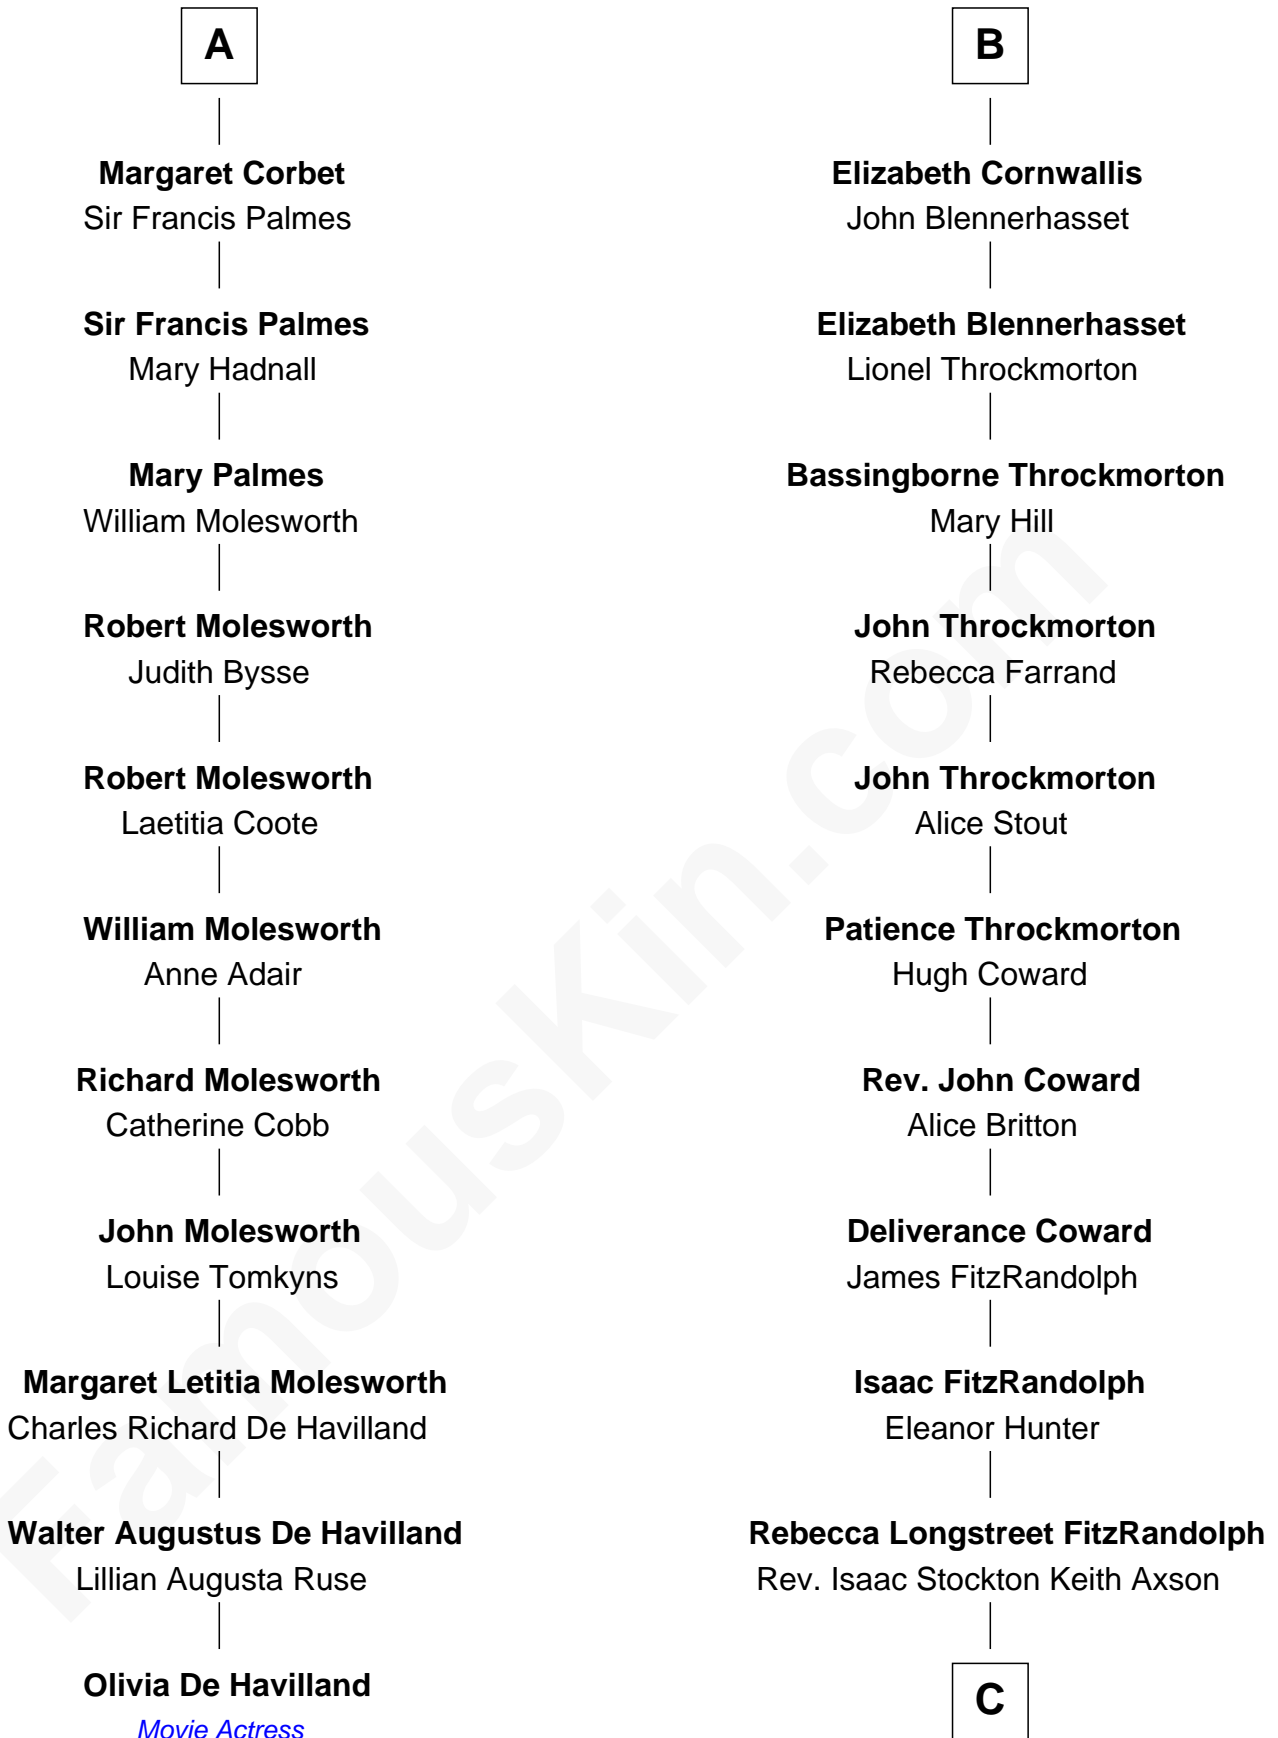 A
Margaret Corbet
Sir Francis Palmes
Sir Francis Palmes
Mary Hadnall
Mary Palmes
William Molesworth
Robert Molesworth
Judith Bysse
Robert Molesworth
Laetitia Coote
William Molesworth
Anne Adair
Richard Molesworth
Catherine Cobb
John Molesworth
Louise Tomkyns
Margaret Letitia Molesworth
Charles Richard De Havilland
Walter Augustus De Havilland
Lillian Augusta Ruse
Olivia De Havilland
Movie Actress
B
Elizabeth Cornwallis
John Blennerhasset
Elizabeth Blennerhasset
Lionel Throckmorton
Bassingborne Throckmorton
Mary Hill
John Throckmorton
Rebecca Farrand
John Throckmorton
Alice Stout
Patience Throckmorton
Hugh Coward
Rev. John Coward
Alice Britton
Deliverance Coward
James FitzRandolph
Isaac FitzRandolph
Eleanor Hunter
Rebecca Longstreet FitzRandolph
Rev. Isaac Stockton Keith Axson
C
FamousKin.com